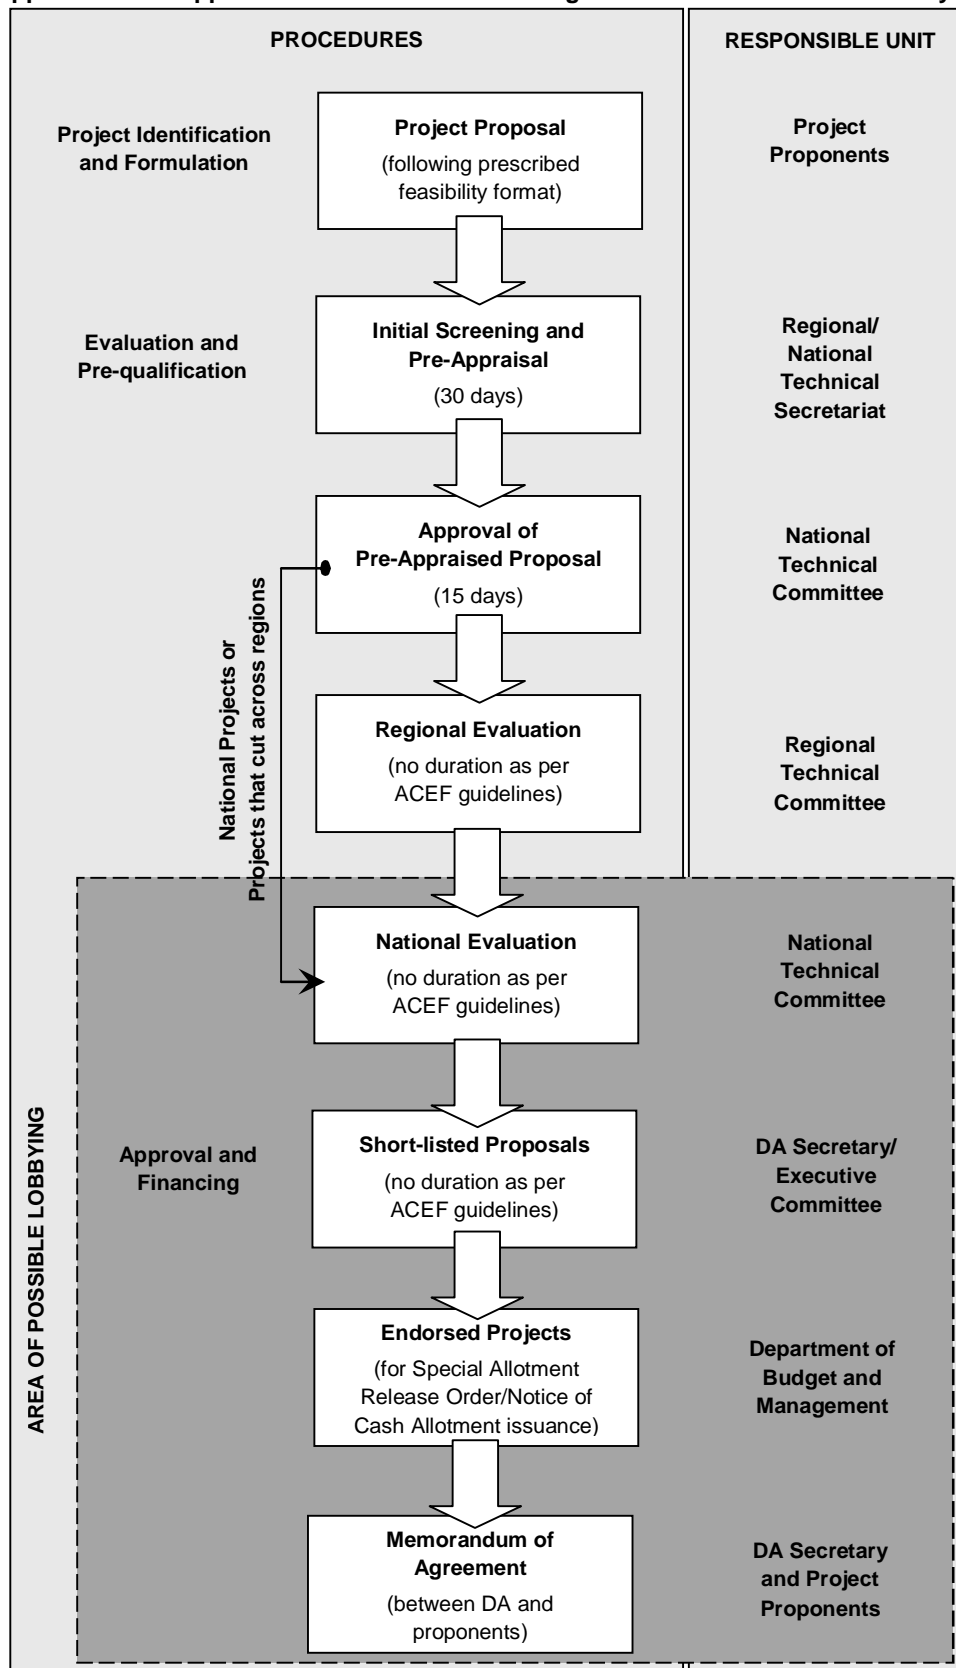 PROCEDURES
RESPONSIBLE UNIT
Project Identification
and Formulation
Project Proposal
(following prescribed
feasibility format)
Project
Proponents
Evaluation and
Pre-qualification
Initial Screening and
Pre-Appraisal
(30 days)
Regional/
National
Technical
Secretariat
Approval of
Pre-Appraised Proposal
(15 days)
National
Technical
Committee
National Projects or
Projects that cut across regions
Regional Evaluation
(no duration as per
ACEF guidelines)
Regional
Technical
Committee
National Evaluation
(no duration as per
ACEF guidelines)
National
Technical
Committee
AREA OF POSSIBLE LOBBYING
Approval and
Financing
Short-listed Proposals
(no duration as per
ACEF guidelines)
DA Secretary/
Executive
Committee
Endorsed Projects
(for Special Allotment
Release Order/Notice of
Cash Allotment issuance)
Department of
Budget and
Management
Memorandum of
Agreement
(between DA and
proponents)
DA Secretary
and Project
Proponents